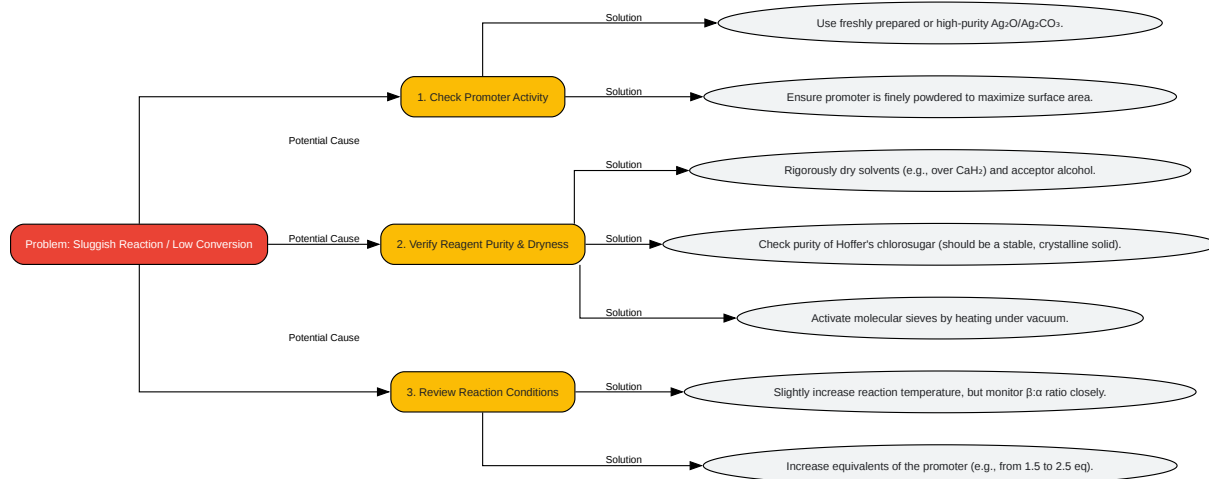 Solution
Use freshly prepared or high-purity Ag₂O/Ag₂CO₃.
1. Check Promoter Activity
Solution
Ensure promoter is finely powdered to maximize surface area.
Potential Cause
Solution
Rigorously dry solvents (e.g., over CaH₂) and acceptor alcohol.
Problem: Sluggish Reaction / Low Conversion
Potential Cause
2. Verify Reagent Purity & Dryness
Solution
Check purity of Hoffer's chlorosugar (should be a stable, crystalline solid).
Solution
Activate molecular sieves by heating under vacuum.
Potential Cause
3. Review Reaction Conditions
Solution
Slightly increase reaction temperature, but monitor β:α ratio closely.
Solution
Increase equivalents of the promoter (e.g., from 1.5 to 2.5 eq).